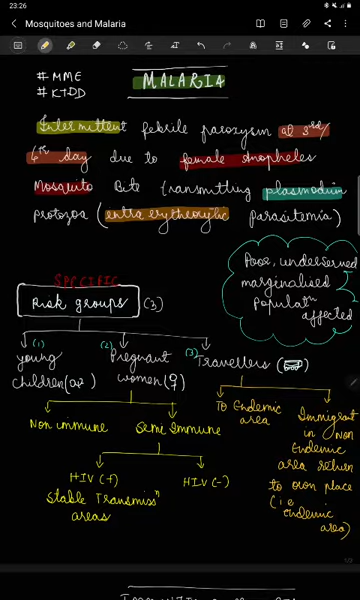 23:26
Mosquitoes and Malaria
# MME
# KTDD
MALARIA
Intermittent febrile paroxysm at 3rd/
4th day due to female Anopheles
Mosquito Bite transmitting plasmodium
protozoa (
parasitemia)
Poor, underserved
marginalised
Populatn
affected
SPECIFIC
Risk groups (3)
(1) young
children
(2) Pregnant
women (♀)
(3) Travellers
Non immune
Semi Immune
HIV (+)
Stable Transmissn
areas
HIV (-)
To Endemic
area
Immigrant
in Non
Endemic
area return
to own place
(i.e
endemic
area)
1/5